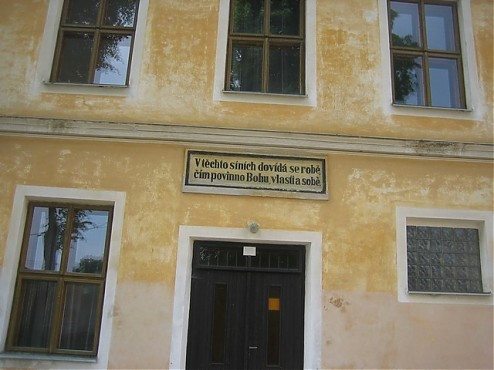 V těchto síních dovídá se robě
čím povinno Bohu, vlasti a sobě.